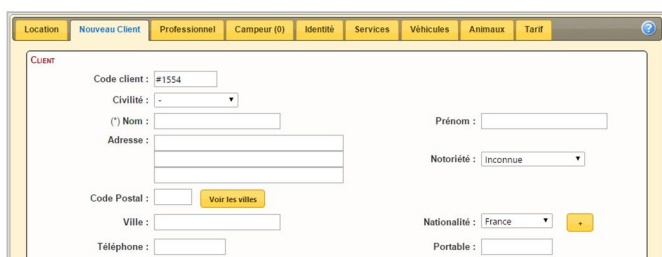 Location Nouveau Client Professionnel Campeur (0) Identité Services Véhicules Animaux Tarif ?
CLIENT
Code client : #1554
Civilité : -
(*) Nom : Prénom :
Adresse :
Notoriété : Inconnue
Code Postal : Voir les villes
Ville : Nationalité : France +
Téléphone : Portable :